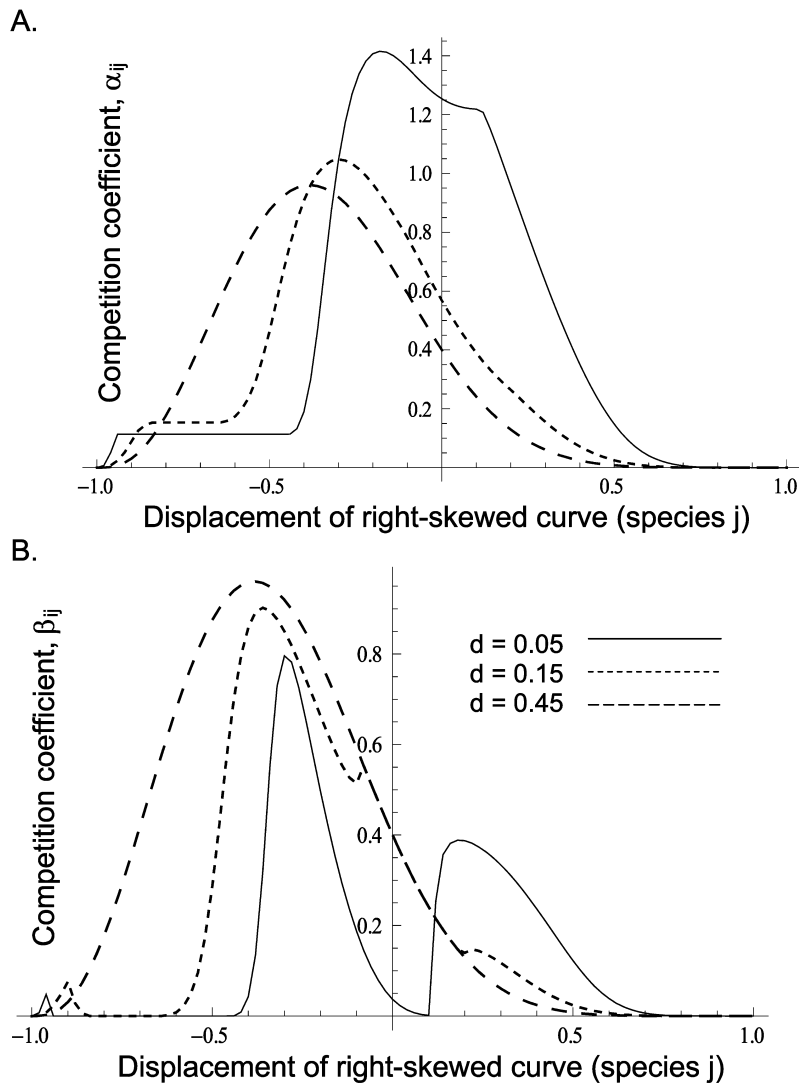 A.
Competition coefficient, αij
1.4
1.2
1.0
0.8
0.6
0.4
0.2
−1.0 −0.5 0.5 1.0
Displacement of right-skewed curve (species j)
B.
Competition coefficient, βij
d = 0.05
d = 0.15
d = 0.45
0.8
0.6
0.4
0.2
−1.0 −0.5 0.5 1.0
Displacement of right-skewed curve (species j)